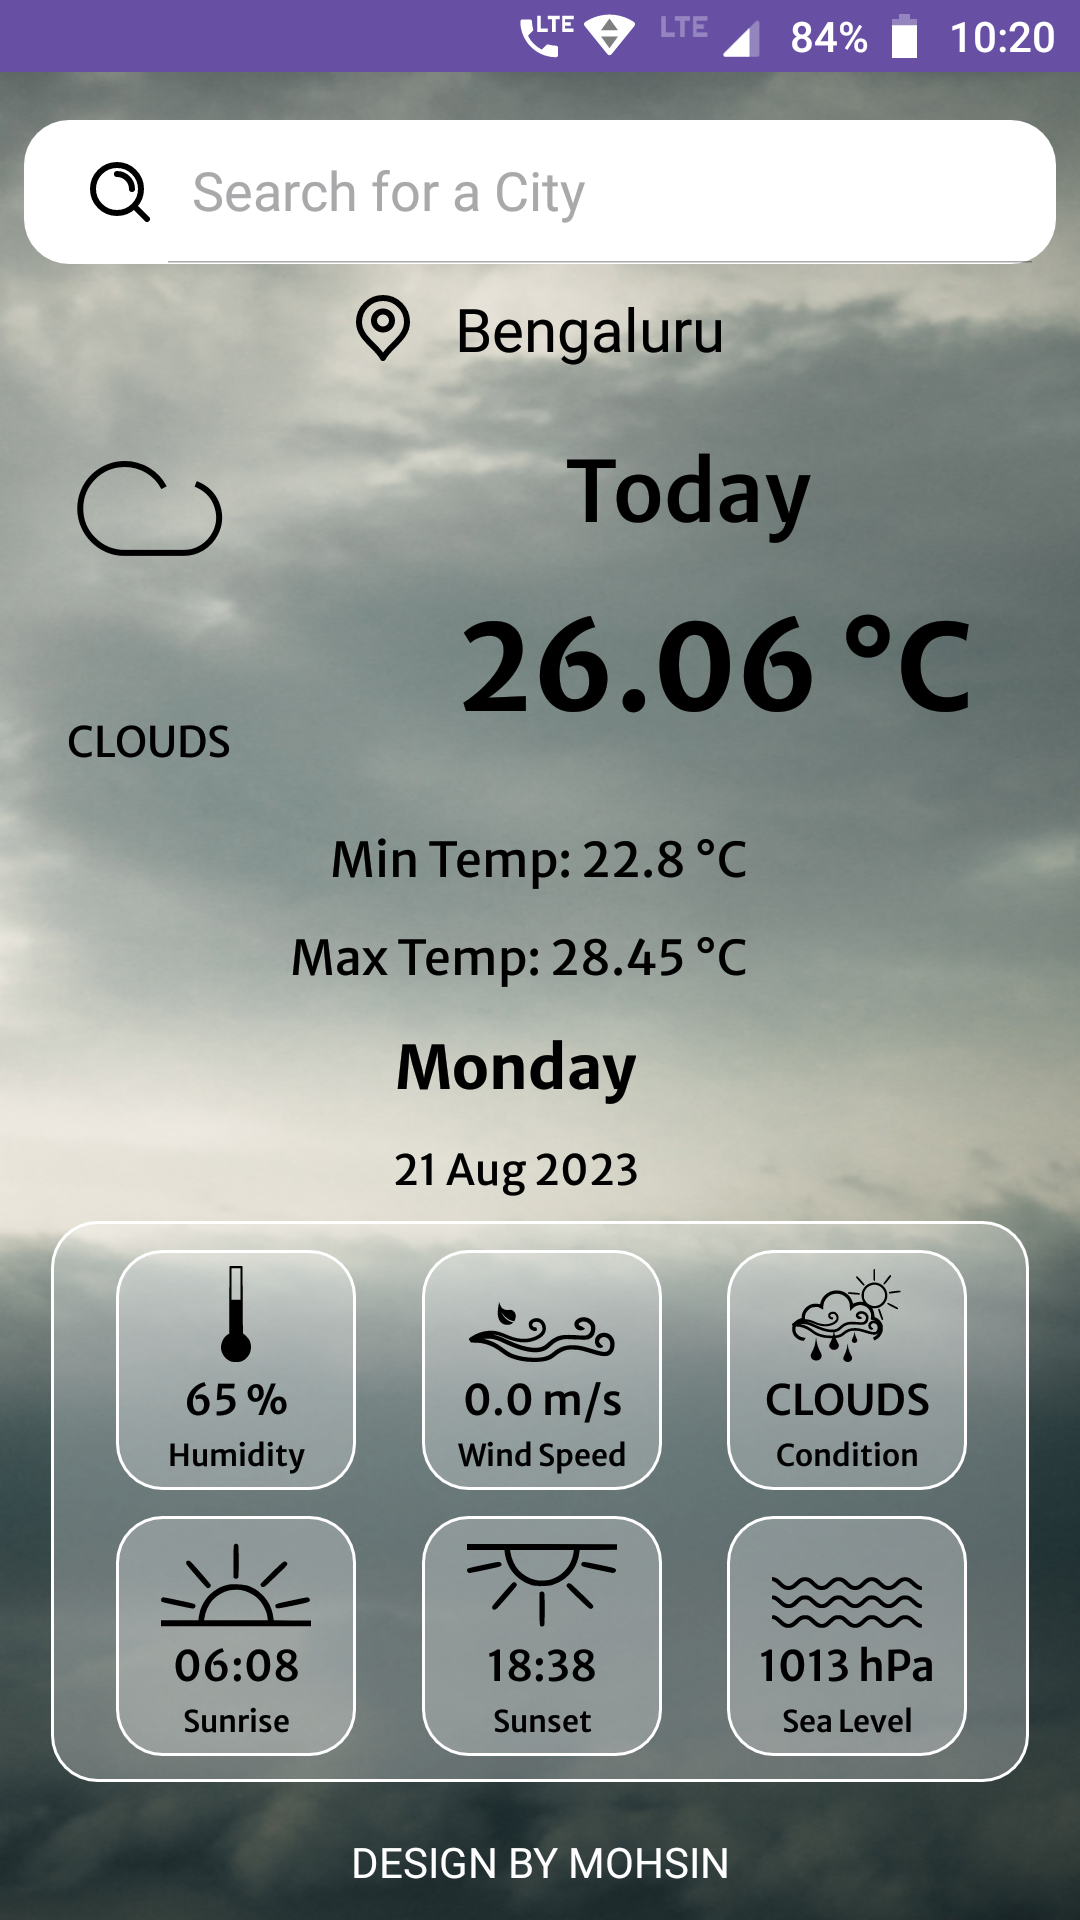 LTE LTE 84% 10:20
Search for a City
Bengaluru
Today
26.06 °C
CLOUDS
Min Temp: 22.8 °C
Max Temp: 28.45 °C
Monday
21 Aug 2023
65 % 0.0 m/s CLOUDS
Humidity Wind Speed Condition
06:08 18:38 1013 hPa
Sunrise Sunset Sea Level
DESIGN BY MOHSIN